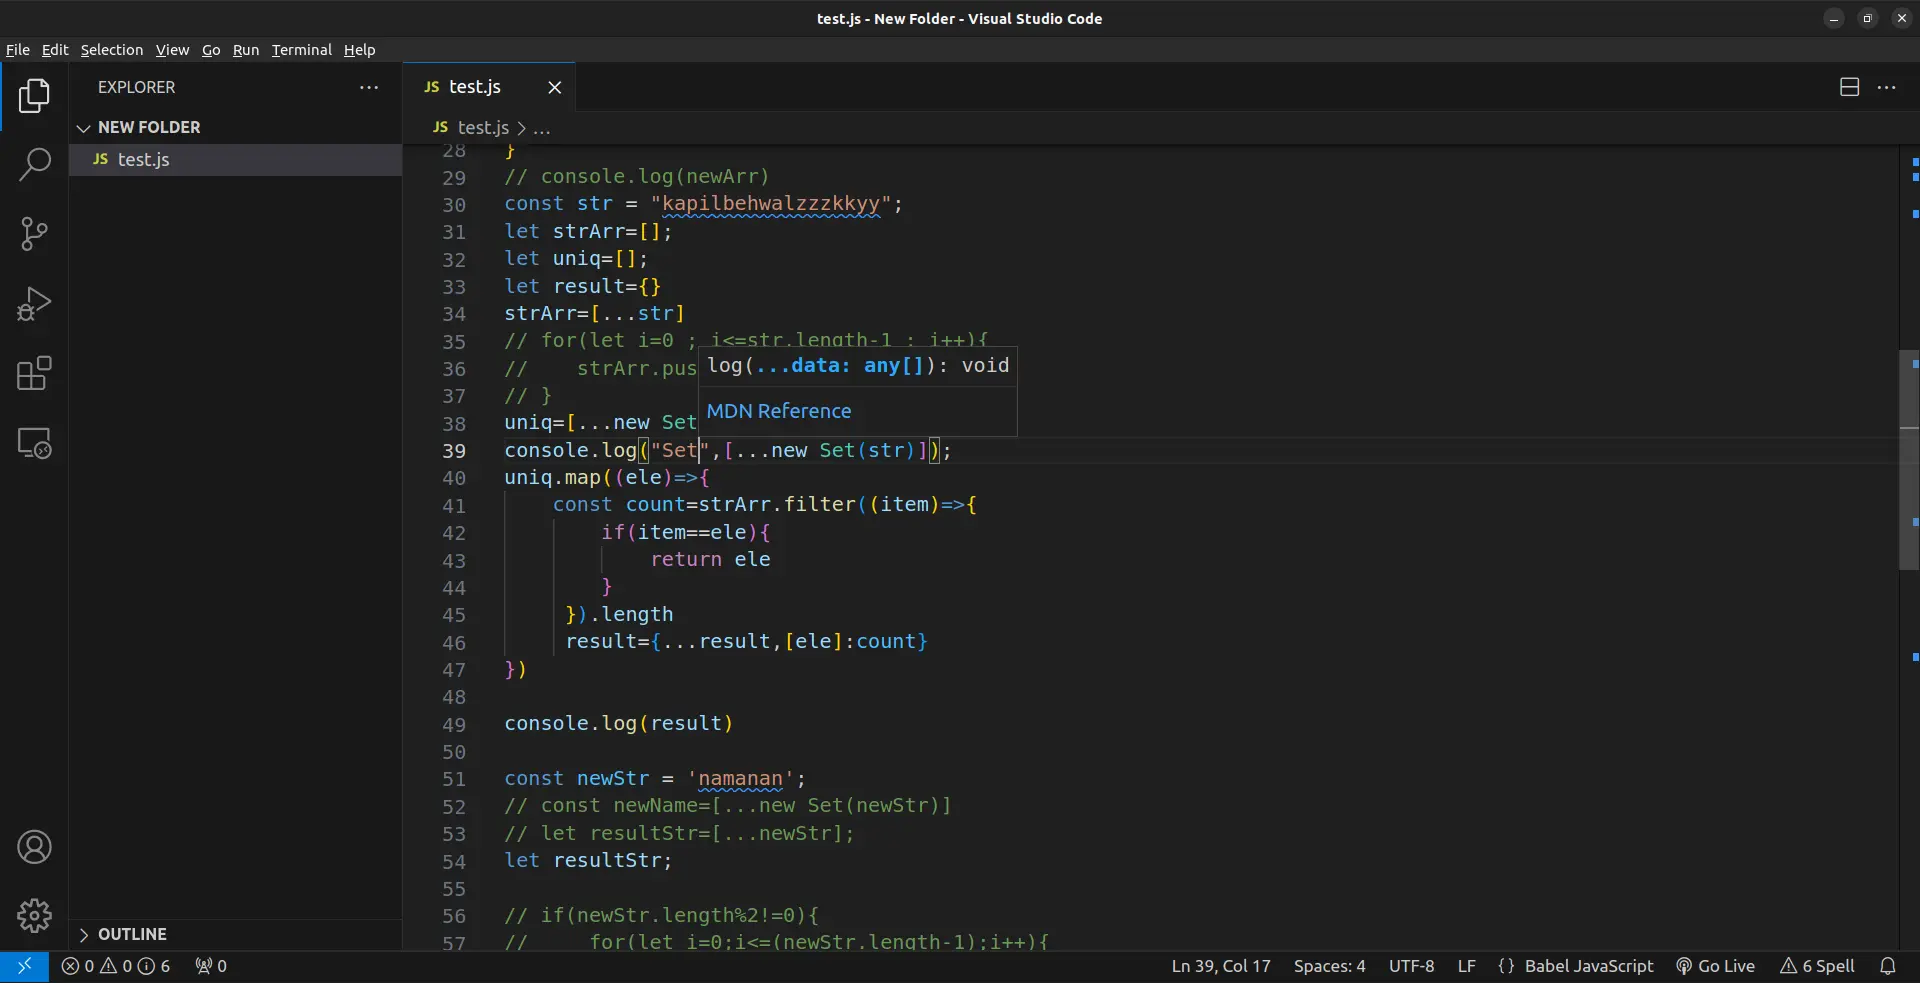 test.js - New Folder - Visual Studio Code
File Edit Selection View Go Run Terminal Help
EXPLORER
NEW FOLDER
JS test.js
OUTLINE
JS test.js
JS test.js > ...
28 }
29 // console.log(newArr)
30 const str = "kapilbehwalzzzkkyy";
31 let strArr=[];
32 let uniq=[];
33 let result={}
34 strArr=[...str]
35 // for(let i=0 ; i<=str.length-1 ; i++){
36 //    strArr.pus
37 // }
38 uniq=[...new Set
log(...data: any[]): void
MDN Reference
39 console.log("Set",[...new Set(str)]);
40 uniq.map((ele)=>{
41     const count=strArr.filter((item)=>{
42         if(item==ele){
43             return ele
44         }
45      }).length
46      result={...result,[ele]:count}
47 })
48
49 console.log(result)
50
51 const newStr = 'namanan';
52 // const newName=[...new Set(newStr)]
53 // let resultStr=[...newStr];
54 let resultStr;
55
56 // if(newStr.length%2!=0){
57 //     for(let i=0;i<=(newStr.length-1);i++){
0 0 6 0 Ln 39, Col 17 Spaces: 4 UTF-8 LF {} Babel JavaScript Go Live 6 Spell